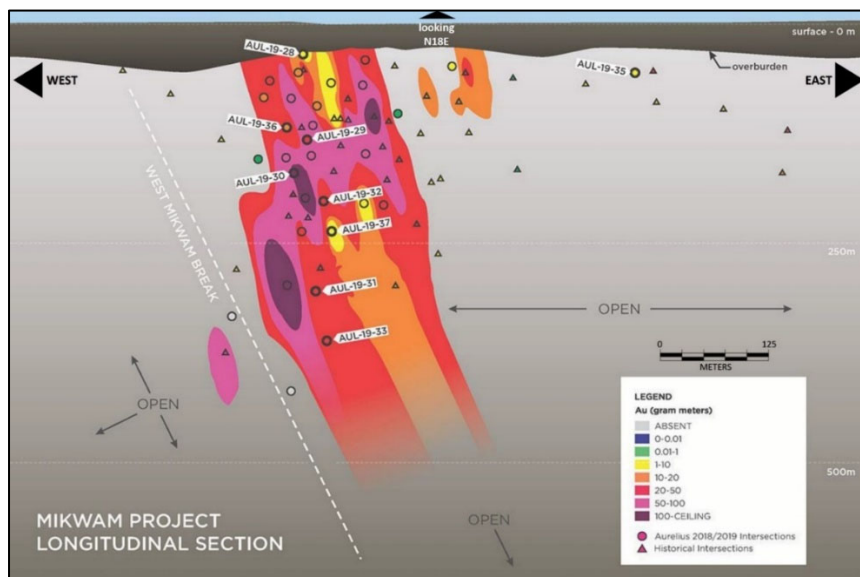 looking
N18E
surface - 0 m
AUL-19-28
AUL-19-35
overburden
WEST
EAST
AUL-19-36
AUL-19-29
AUL-19-30
AUL-19-32
AUL-19-37
WEST MIKWAM BREAK
250m
AUL-19-31
OPEN
AUL-19-33
0 125
METERS
OPEN
LEGEND
Au (gram meters)
ABSENT
0-0.01
0.01-1
1-10
10-20
20-50
50-100
100-CEILING
Aurelius 2018/2019 Intersections
Historical Intersections
500m
MIKWAM PROJECT
LONGITUDINAL SECTION
OPEN